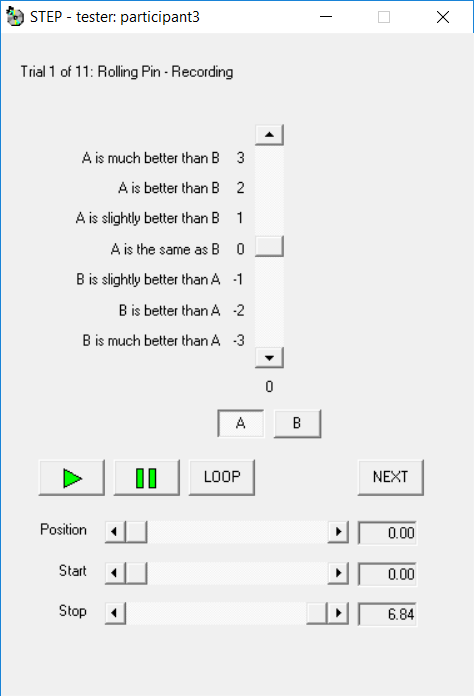 STEP - tester: participant3
Trial 1 of 11: Rolling Pin - Recording
A is much better than B 3
A is better than B 2
A is slightly better than B 1
A is the same as B 0
B is slightly better than A -1
B is better than A -2
B is much better than A -3
0
A B
LOOP NEXT
Position 0.00
Start 0.00
Stop 6.84